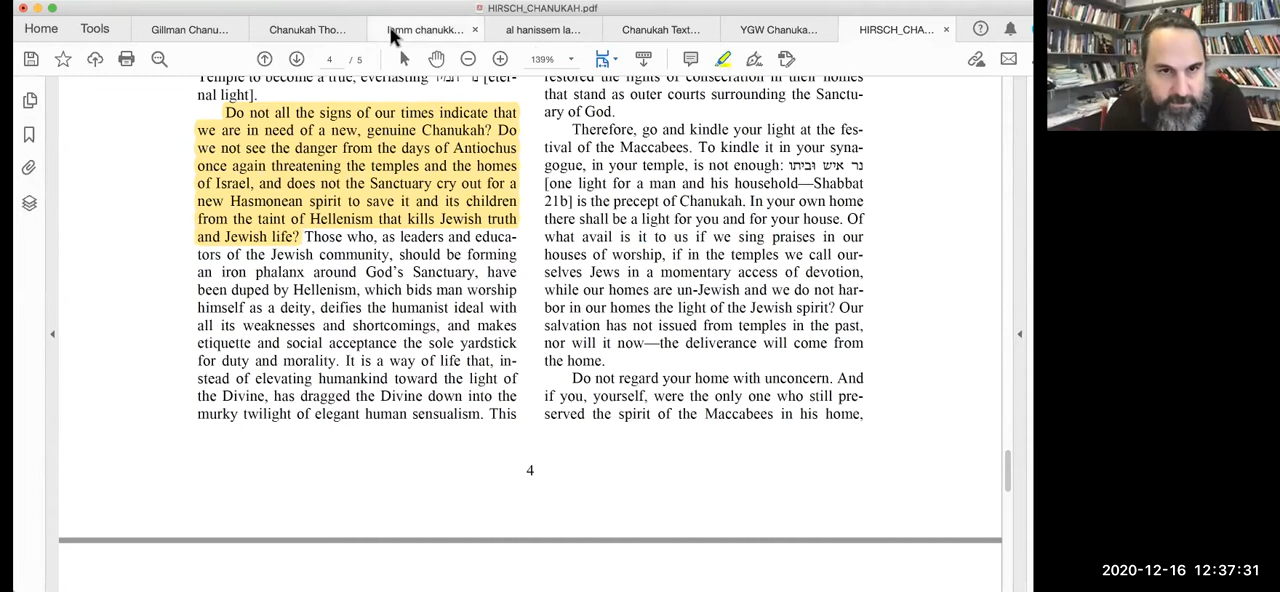 HIRSCH_CHANUKAH.pdf
Home Tools Gillman Chanu... Chanukah Tho... chanukk... × al hanissem la... Chanukah Text... YGW Chanuka... HIRSCH_CHA... ×
4 / 5 139%
Temple to become a true, everlasting נר תמיד [eter-
nal light].
Do not all the signs of our times indicate that
we are in need of a new, genuine Chanukah? Do
we not see the danger from the days of Antiochus
once again threatening the temples and the homes
of Israel, and does not the Sanctuary cry out for a
new Hasmonean spirit to save it and its children
from the taint of Hellenism that kills Jewish truth
and Jewish life? Those who, as leaders and educa-
tors of the Jewish community, should be forming
an iron phalanx around God's Sanctuary, have
been duped by Hellenism, which bids man worship
himself as a deity, deifies the humanist ideal with
all its weaknesses and shortcomings, and makes
etiquette and social acceptance the sole yardstick
for duty and morality. It is a way of life that, in-
stead of elevating humankind toward the light of
the Divine, has dragged the Divine down into the
murky twilight of elegant human sensualism. This
restored the lights of consecration in their homes
that stand as outer courts surrounding the Sanctu-
ary of God.
Therefore, go and kindle your light at the fes-
tival of the Maccabees. To kindle it in your syna-
gogue, in your temple, is not enough: נר איש וביתו
[one light for a man and his household—Shabbat
21b] is the precept of Chanukah. In your own home
there shall be a light for you and for your house. Of
what avail is it to us if we sing praises in our
houses of worship, if in the temples we call our-
selves Jews in a momentary access of devotion,
while our homes are un-Jewish and we do not har-
bor in our homes the light of the Jewish spirit? Our
salvation has not issued from temples in the past,
nor will it now—the deliverance will come from
the home.
Do not regard your home with unconcern. And
if you, yourself, were the only one who still pre-
served the spirit of the Maccabees in his home,
4
2020-12-16 12:37:31